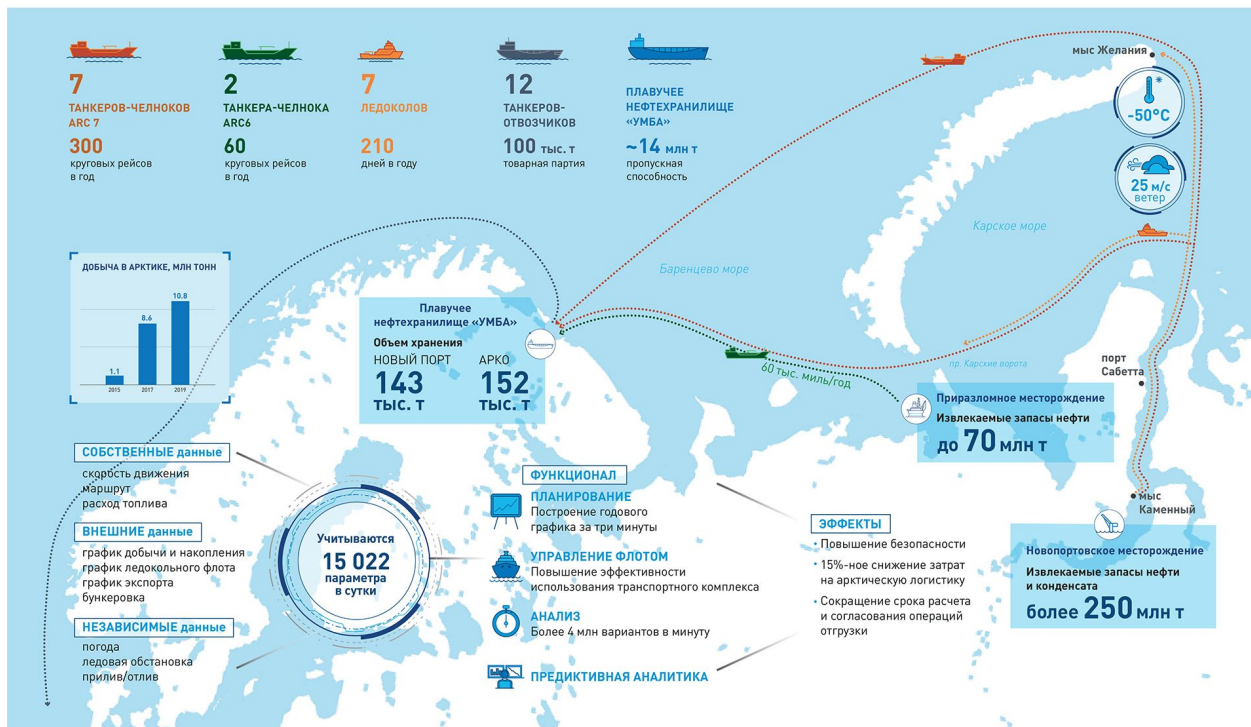 7
ТАНКЕРОВ-ЧЕЛНОКОВ
ARC 7
300
круговых рейсов
в год
2
ТАНКЕРА-ЧЕЛНОКА
ARC6
60
круговых рейсов
в год
7
ЛЕДОКОЛОВ
210
дней в году
12
ТАНКЕРОВ-
ОТВОЗЧИКОВ
100 тыс. т
товарная партия
ПЛАВУЧЕЕ
НЕФТЕХРАНИЛИЩЕ
«УМБА»
~14 млн т
пропускная
способность
мыс Желания
-50°C
25 м/с
ветер
Карское море
Баренцево море
ДОБЫЧА В АРКТИКЕ, МЛН ТОНН
1.1
8.6
10.8
2015
2017
2019
Плавучее
нефтехранилище «УМБА»
Объем хранения
НОВЫЙ ПОРТ
143
тыс. т
АРКО
152
тыс. т
60 тыс. миль/год
пр. Карские ворота
порт
Сабетта
Приразломное месторождение
Извлекаемые запасы нефти
до 70 млн т
мыс
Каменный
Новопортовское месторождение
Извлекаемые запасы нефти
и конденсата
более 250 млн т
СОБСТВЕННЫЕ данные
скорость движения
маршрут
расход топлива
ВНЕШНИЕ данные
график добычи и накопления
график ледокольного флота
график экспорта
бункеровка
НЕЗАВИСИМЫЕ данные
погода
ледовая обстановка
прилив/отлив
Учитываются
15 022
параметра
в сутки
ФУНКЦИОНАЛ
ПЛАНИРОВАНИЕ
Построение годового
графика за три минуты
УПРАВЛЕНИЕ ФЛОТОМ
Повышение эффективности
использования транспортного комплекса
АНАЛИЗ
Более 4 млн вариантов в минуту
ПРЕДИКТИВНАЯ АНАЛИТИКА
ЭФФЕКТЫ
• Повышение безопасности
• 15%-ное снижение затрат
на арктическую логистику
• Сокращение срока расчета
и согласования операций
отгрузки